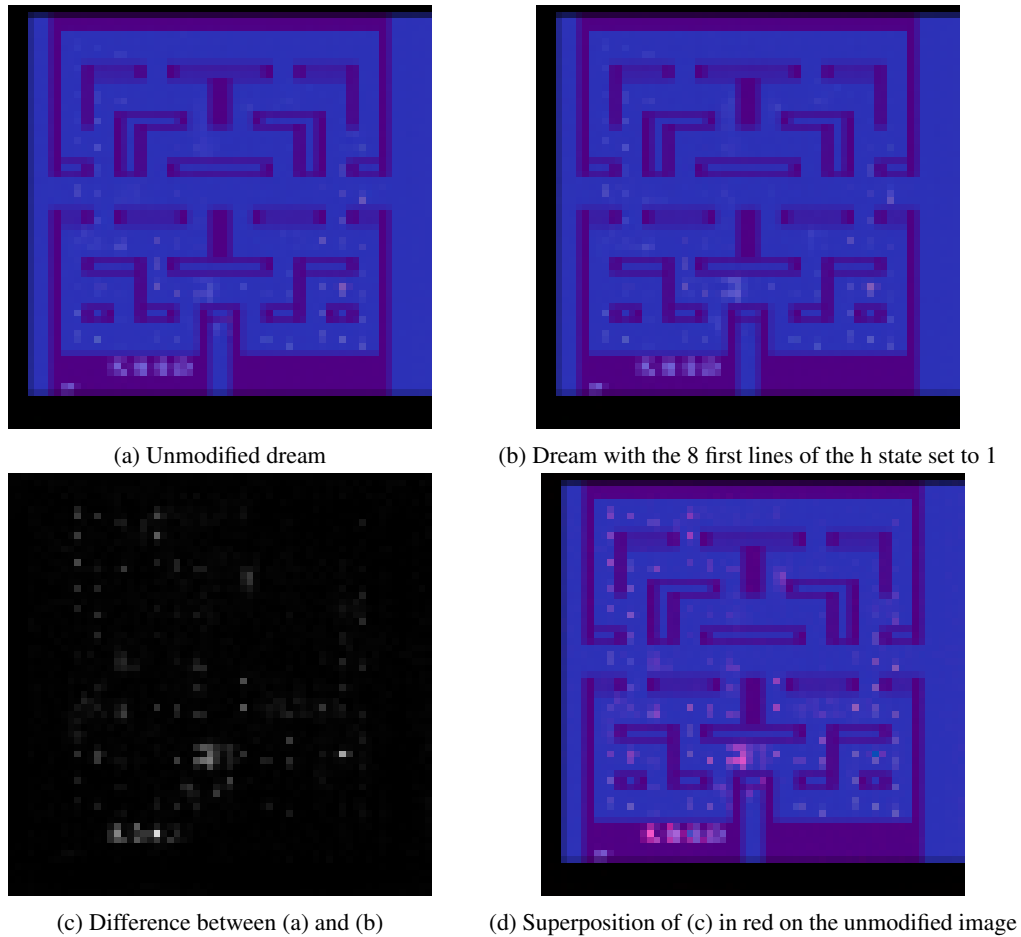 (a) Unmodified dream
(b) Dream with the 8 first lines of the h state set to 1
(c) Difference between (a) and (b)
(d) Superposition of (c) in red on the unmodified image